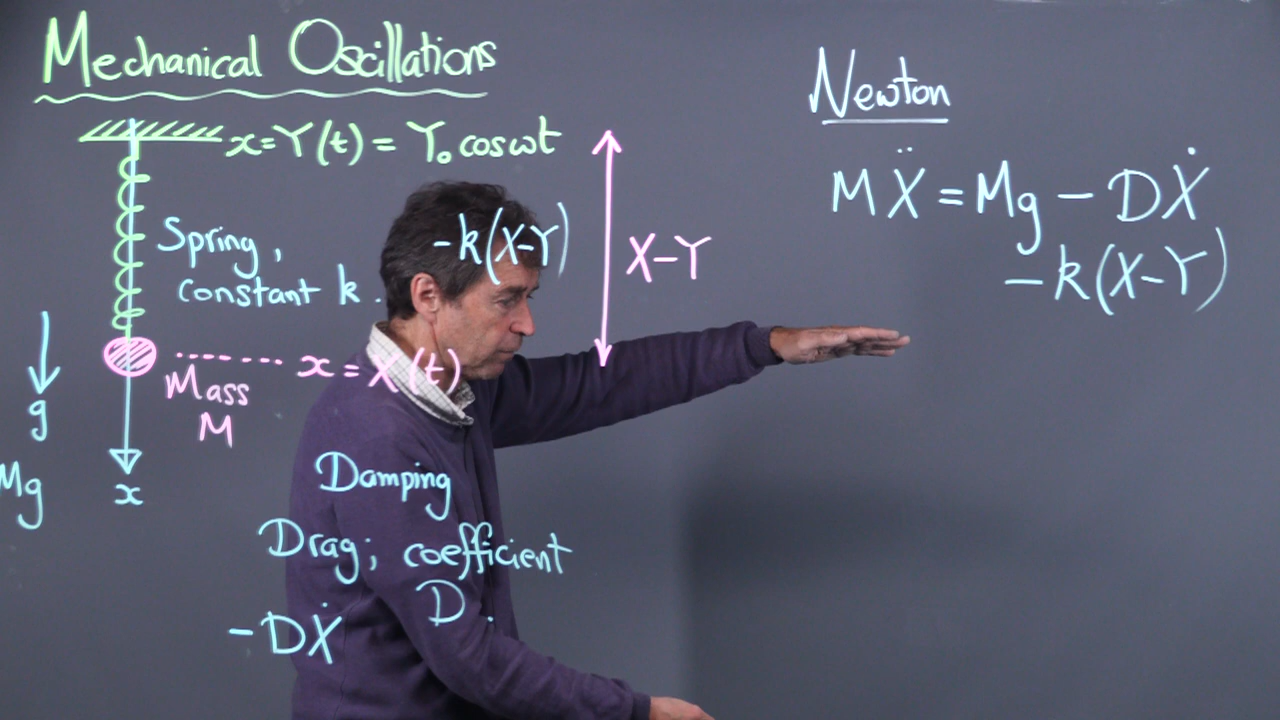 Mechanical Oscillations
x=Y(t) = Y₀ cos ωt
Spring,
constant k.
-k(X-Y)
X-Y
x = X(t)
Mass
M
g
Mg
x
Damping
Drag; coefficient
D.
-DẊ
Newton
MẌ = Mg - DẊ
-k(X-Y)